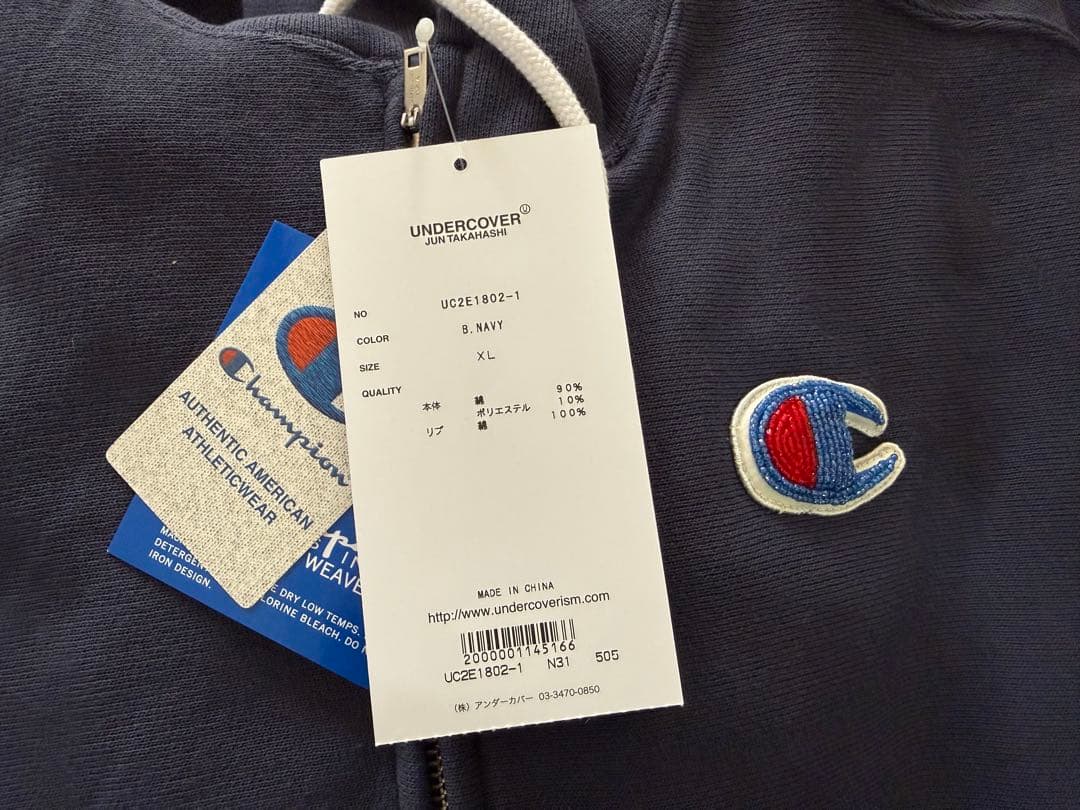 UNDERCOVER Ⓤ
JUN TAKAHASHI
NO UC2E1802-1
COLOR B.NAVY
SIZE XL
QUALITY
本体 綿 90%
ポリエステル 10%
リブ 綿 100%
MADE IN CHINA
http://www.undercoverism.com
2000001145166
UC2E1802-1 N31 505
(株) アンダーカバー 03-3470-0850
Champion
AUTHENTIC AMERICAN
ATHLETICWEAR
WEAVE
DRY LOW TEMPS.
IRON DESIGN.
BLEACH. DO